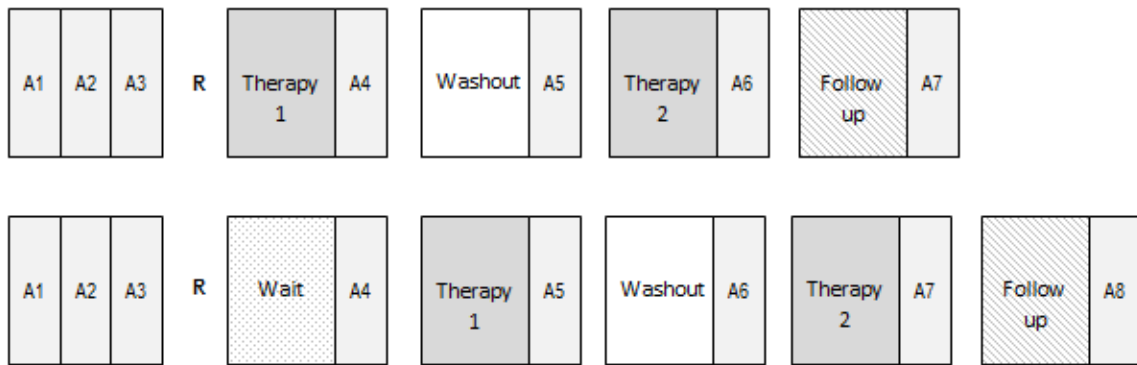 A1 A2 A3 R Therapy 1 A4 Washout A5 Therapy 2 A6 Follow up A7
A1 A2 A3 R Wait A4 Therapy 1 A5 Washout A6 Therapy 2 A7 Follow up A8